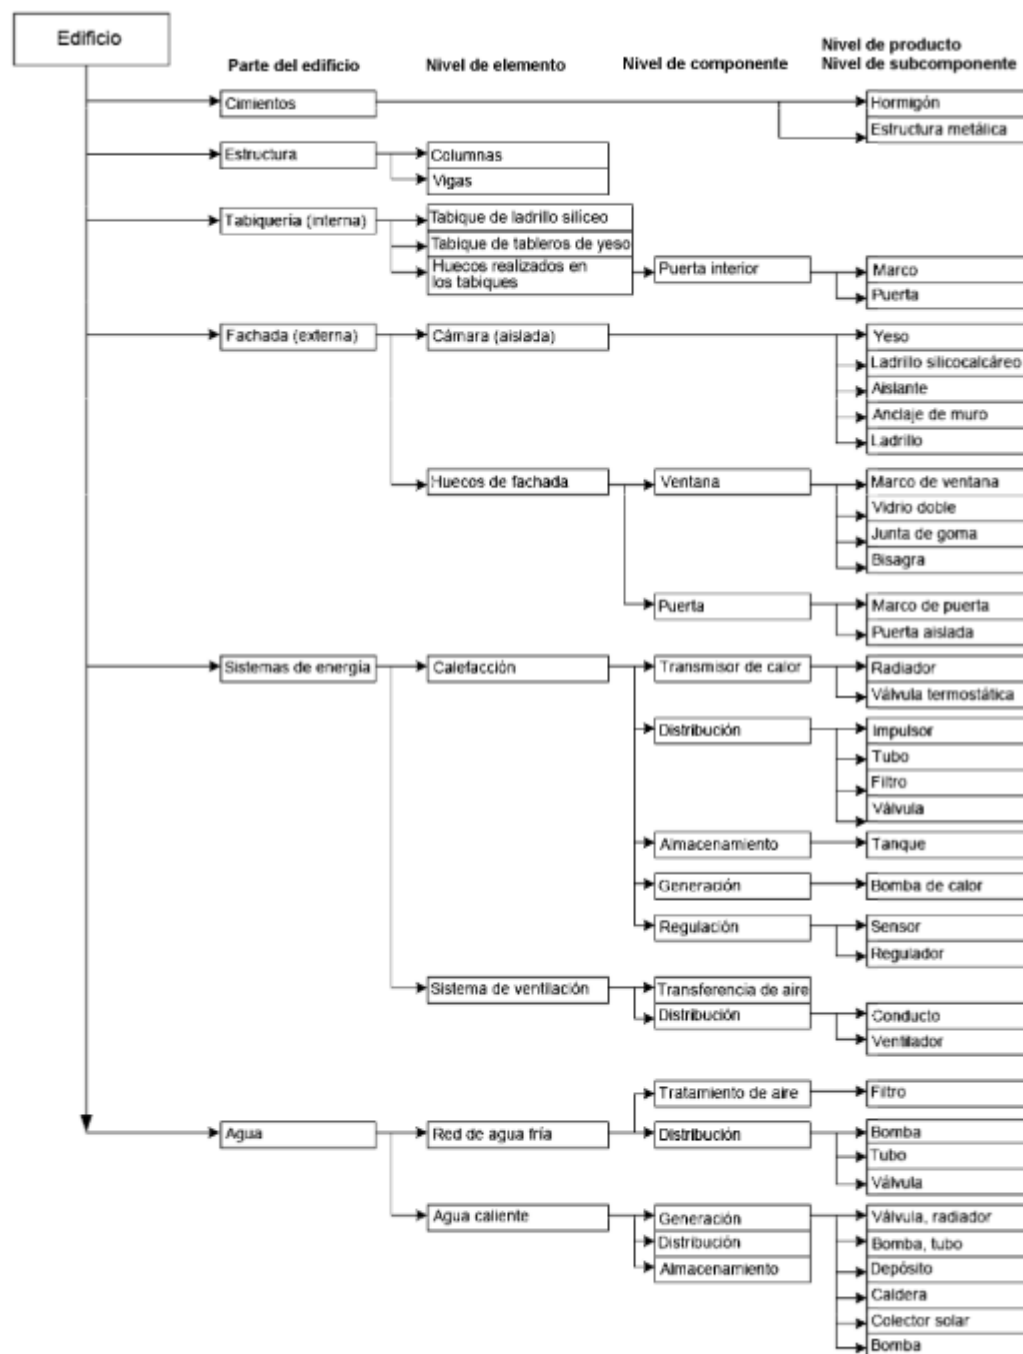 Edificio
Nivel de producto
Parte del edificio Nivel de elemento Nivel de componente Nivel de subcomponente
Cimientos Hormigón
Estructura metálica
Estructura Columnas
Vigas
Tabiquería (interna) Tabique de ladrillo silíceo
Tabique de tableros de yeso
Huecos realizados en
los tabiques
Puerta interior Marco
Puerta
Fachada (externa) Cámara (aislada) Yeso
Ladrillo silicocalcáreo
Aislante
Anclaje de muro
Ladrillo
Huecos de fachada Ventana Marco de ventana
Vidrio doble
Junta de goma
Bisagra
Puerta Marco de puerta
Puerta aislada
Sistemas de energía Calefacción Transmisor de calor Radiador
Válvula termostática
Distribución Impulsor
Tubo
Filtro
Válvula
Almacenamiento Tanque
Generación Bomba de calor
Regulación Sensor
Regulador
Sistema de ventilación Transferencia de aire
Distribución Conducto
Ventilador
Tratamiento de aire Filtro
Agua Red de agua fría Distribución Bomba
Tubo
Válvula
Agua caliente Generación Válvula, radiador
Distribución Bomba, tubo
Almacenamiento Depósito
Caldera
Colector solar
Bomba